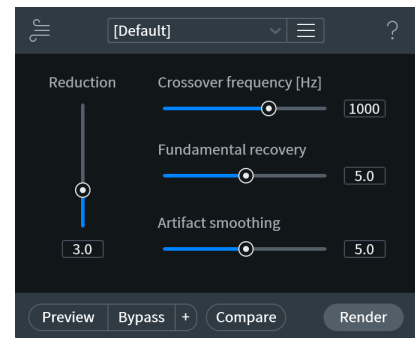 [Default]
?
Reduction
Crossover frequency [Hz]
1000
Fundamental recovery
5.0
Artifact smoothing
3.0
5.0
Preview
Bypass
+
Compare
Render